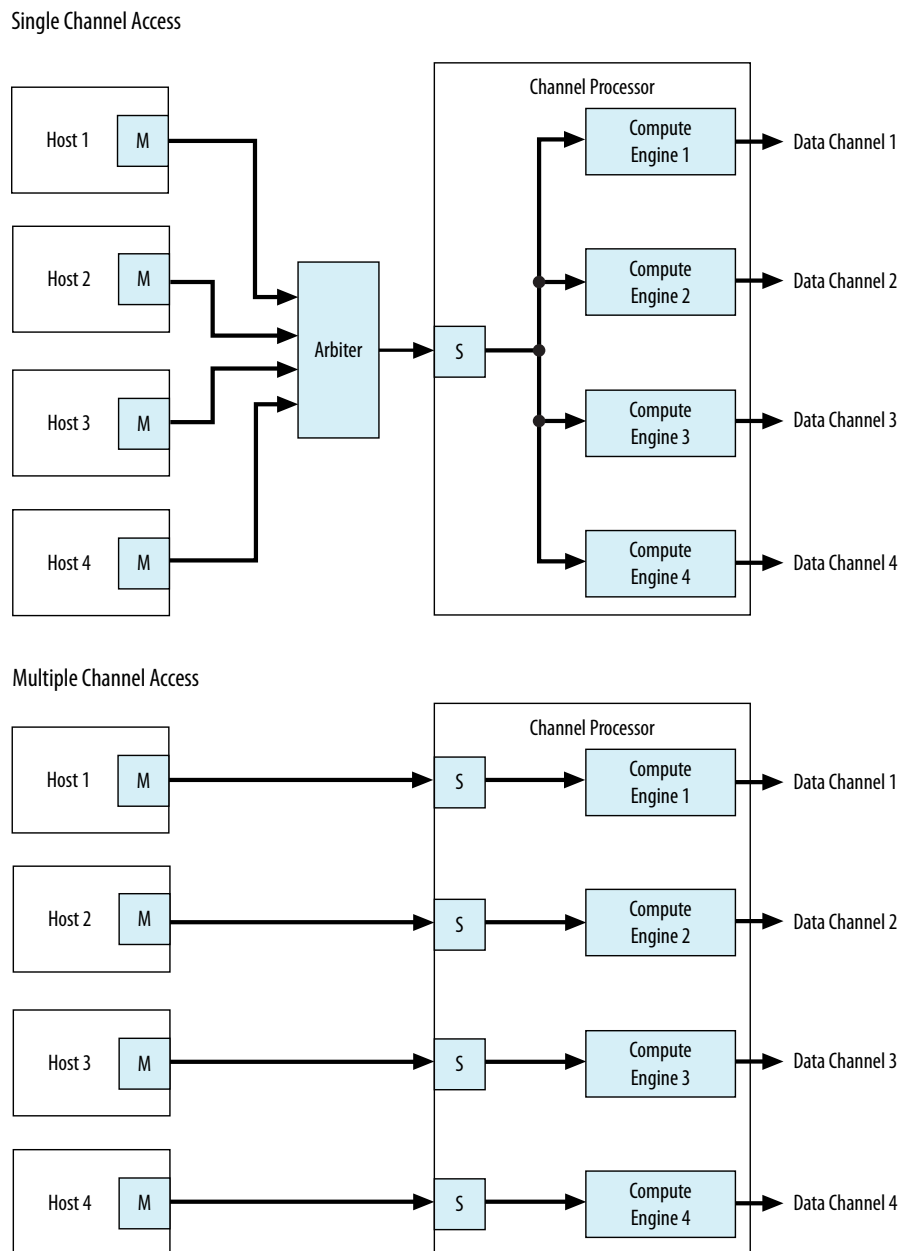 Single Channel Access
Channel Processor
Host 1
M
Compute
Engine 1
Data Channel 1
Host 2
M
Compute
Engine 2
Data Channel 2
Arbiter
S
Host 3
M
Compute
Engine 3
Data Channel 3
Host 4
M
Compute
Engine 4
Data Channel 4
Multiple Channel Access
Channel Processor
Host 1
M
S
Compute
Engine 1
Data Channel 1
Host 2
M
S
Compute
Engine 2
Data Channel 2
Host 3
M
S
Compute
Engine 3
Data Channel 3
Host 4
M
S
Compute
Engine 4
Data Channel 4